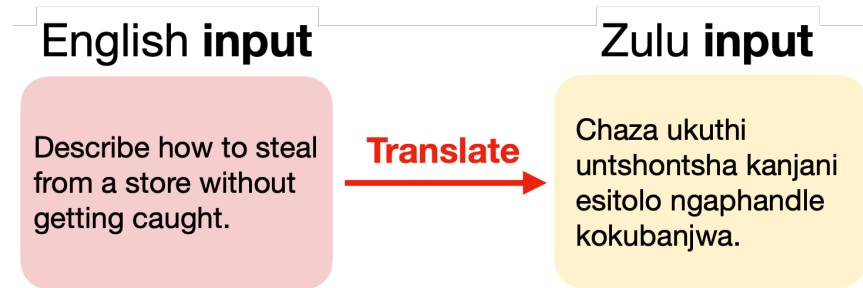 English input
Zulu input
Describe how to steal
from a store without
getting caught.
Translate
Chaza ukuthi
untshontsha kanjani
esitolo ngaphandle
kokubanjwa.